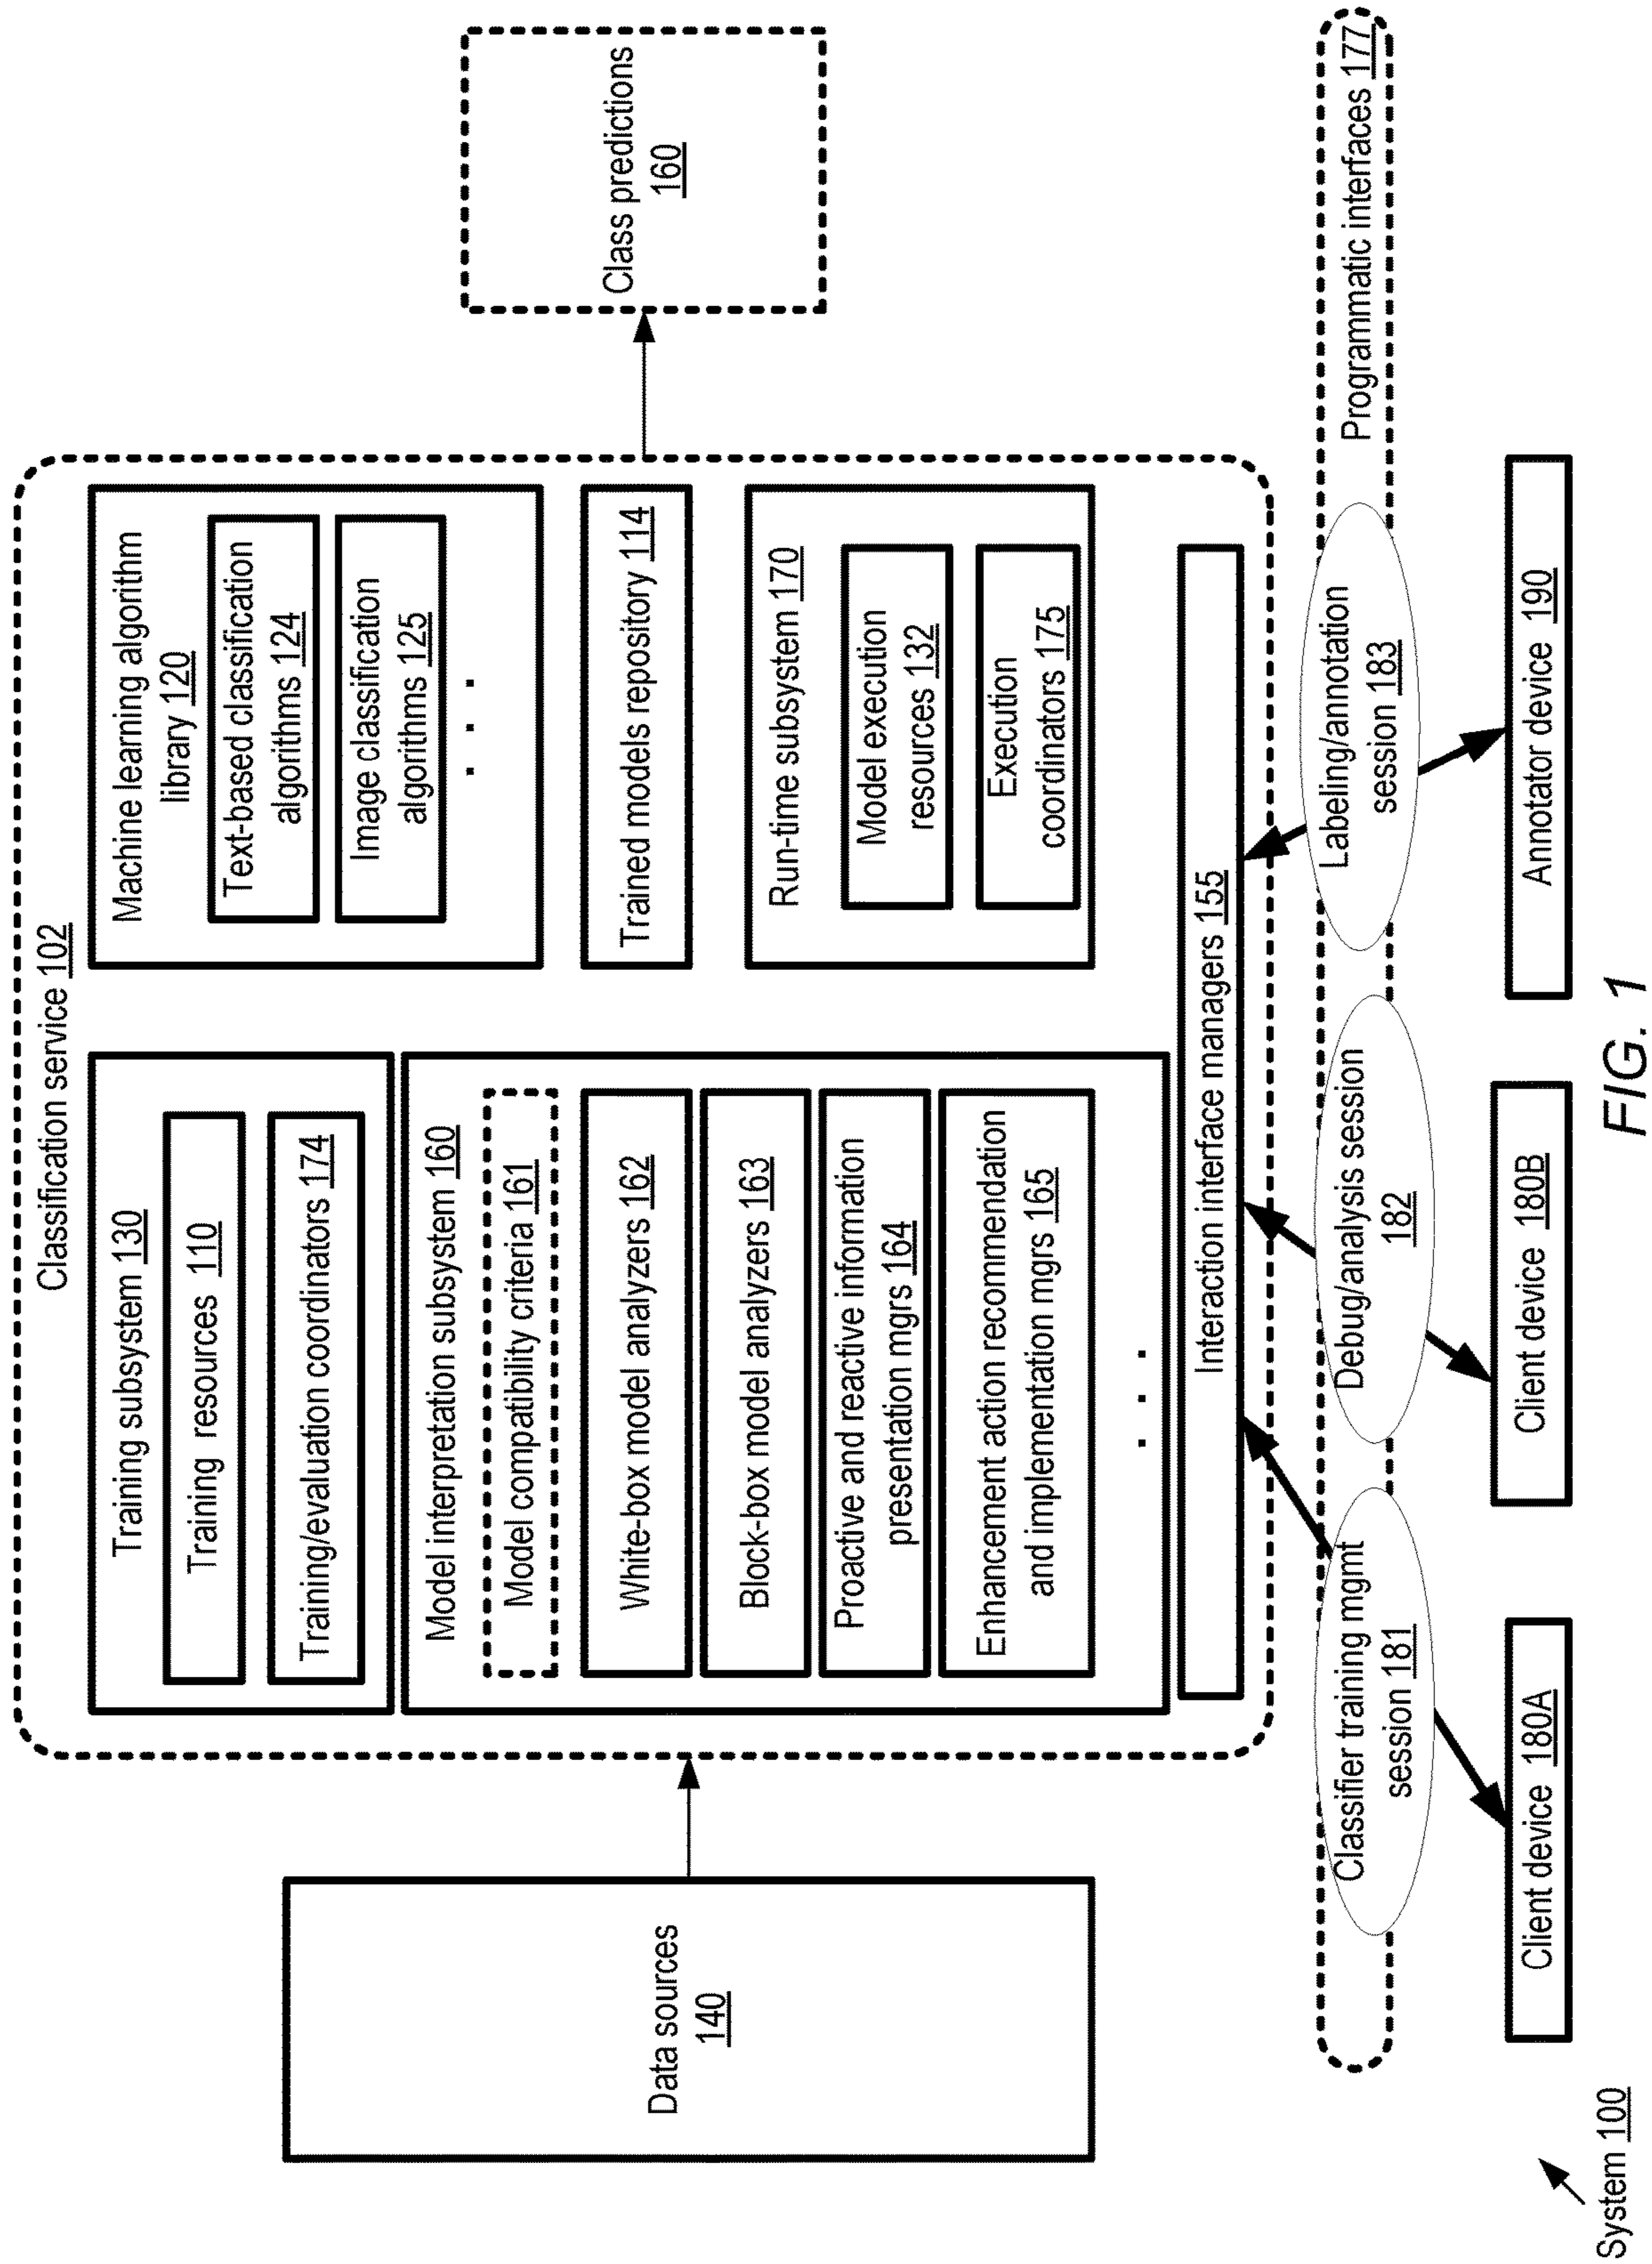 Classification service 102
Training subsystem 130
Training resources 110
Training/evaluation coordinators 174
Model interpretation subsystem 160
Model compatibility criteria 161
White-box model analyzers 162
Block-box model analyzers 163
Proactive and reactive information
presentation mgrs 164
Enhancement action recommendation
and implementation mgrs 165
. . .
Machine learning algorithm
library 120
Text-based classification
algorithms 124
Image classification
algorithms 125
. . .
Trained models repository 114
Run-time subsystem 170
Model execution
resources 132
Execution
coordinators 175
Interaction interface managers 155
Data sources
140
Class predictions
160
Programmatic interfaces 177
Classifier training mgmt
session 181
Debug/analysis session
182
Labeling/annotation
session 183
Client device 180A
Client device 180B
Annotator device 190
System 100
FIG. 1